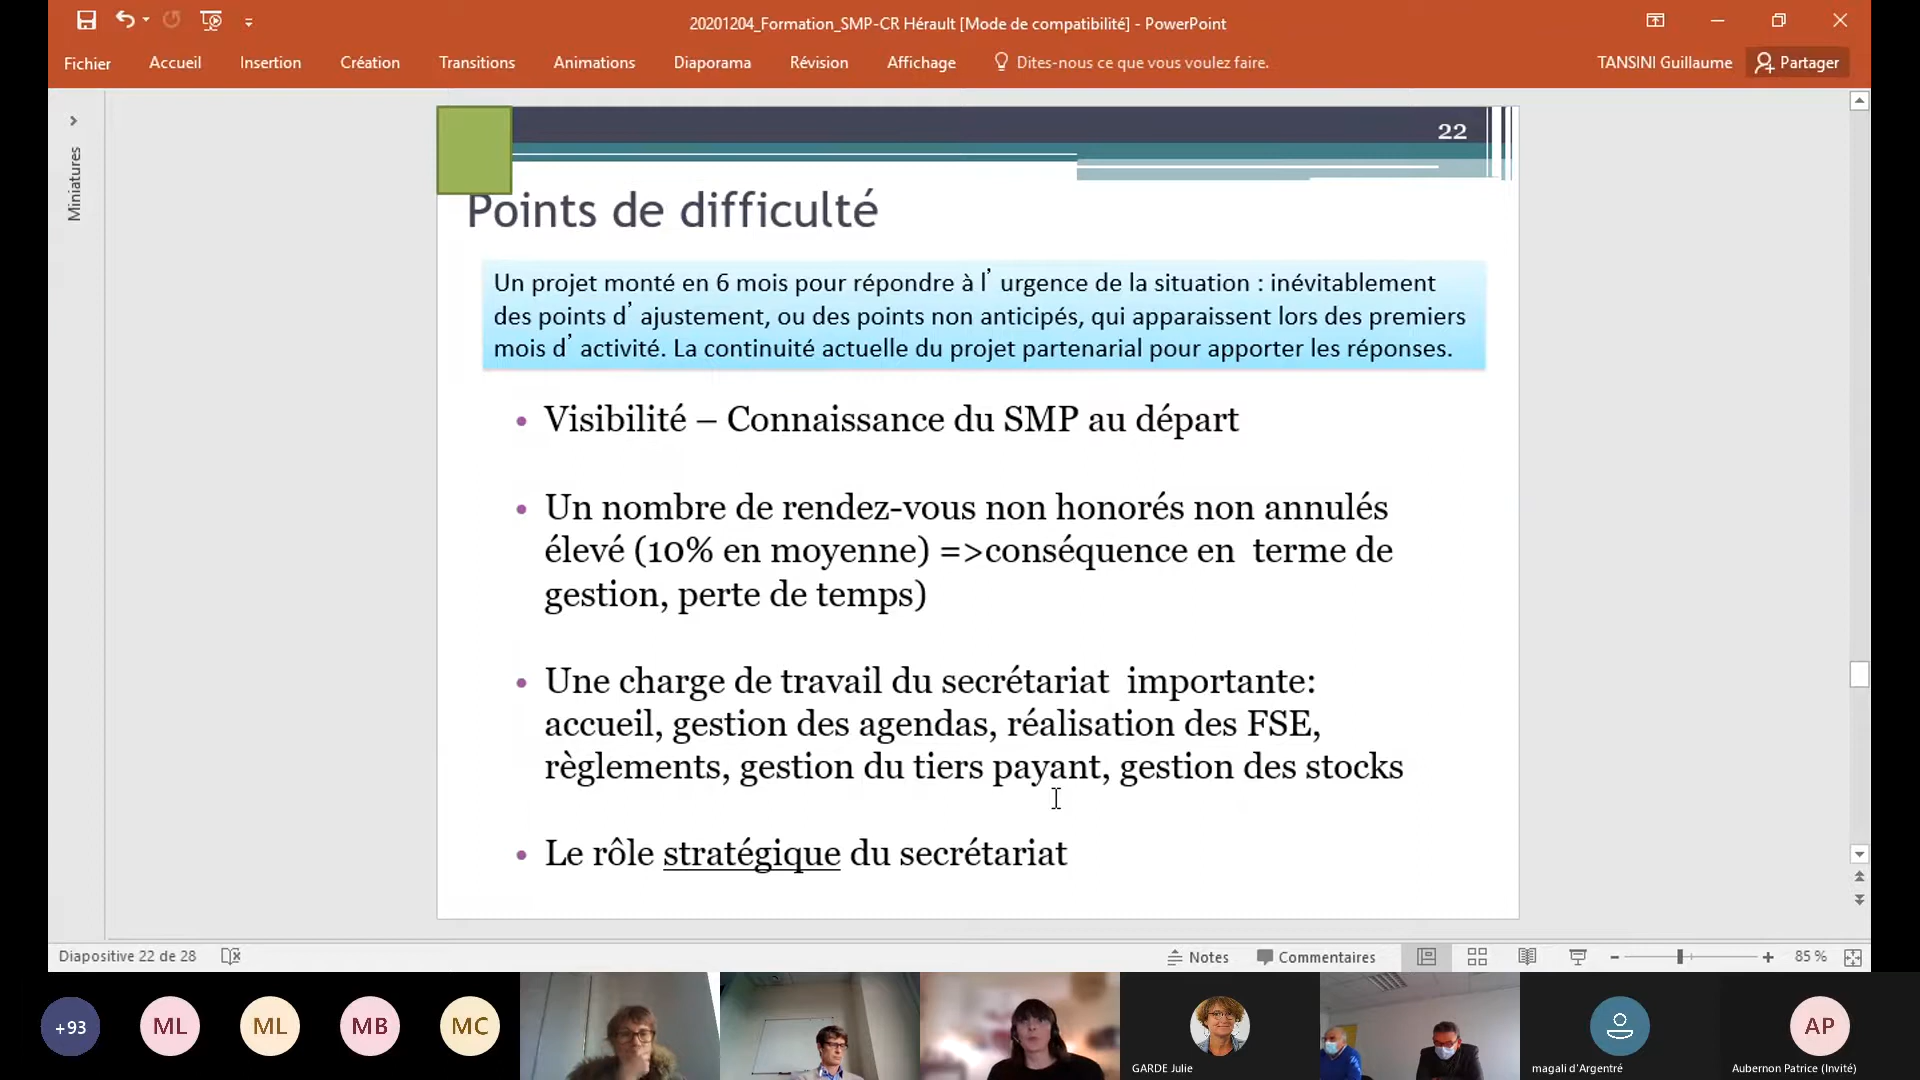 20201204_Formation_SMP-CR Hérault [Mode de compatibilité] - PowerPoint
Fichier
Accueil
Insertion
Création
Transitions
Animations
Diaporama
Révision
Affichage
Dites-nous ce que vous voulez faire.
TANSINI Guillaume
Partager
Miniatures
22
Points de difficulté
Un projet monté en 6 mois pour répondre à l’ urgence de la situation : inévitablement
des points d’ ajustement, ou des points non anticipés, qui apparaissent lors des premiers
mois d’ activité. La continuité actuelle du projet partenarial pour apporter les réponses.
• Visibilité – Connaissance du SMP au départ
• Un nombre de rendez-vous non honorés non annulés
élevé (10% en moyenne) =>conséquence en  terme de
gestion, perte de temps)
• Une charge de travail du secrétariat  importante:
accueil, gestion des agendas, réalisation des FSE,
règlements, gestion du tiers payant, gestion des stocks
• Le rôle stratégique du secrétariat
Diapositive 22 de 28
Notes
Commentaires
85 %
+93
ML
ML
MB
MC
GARDE Julie
magali d'Argentré
AP
Aubernon Patrice (Invité)